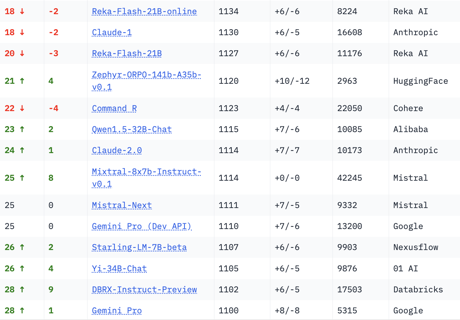 18 ↓ -2 Reka-Flash-21B-online 1134 +6/-6 8224 Reka AI
18 ↓ -2 Claude-1 1130 +6/-5 16608 Anthropic
20 ↓ -3 Reka-Flash-21B 1127 +6/-6 11176 Reka AI
21 ↑ 4 Zephyr-ORPO-141b-A35b-
v0.1 1120 +10/-12 2963 HuggingFace
22 ↓ -4 Command R 1123 +4/-4 22050 Cohere
23 ↑ 2 Qwen1.5-32B-Chat 1115 +7/-6 10085 Alibaba
24 ↑ 1 Claude-2.0 1114 +7/-7 10173 Anthropic
25 ↑ 8 Mixtral-8x7b-Instruct-
v0.1 1114 +0/-0 42245 Mistral
25 0 Mistral-Next 1111 +7/-5 9332 Mistral
25 0 Gemini Pro (Dev API) 1110 +7/-6 13200 Google
26 ↑ 2 Starling-LM-7B-beta 1107 +6/-6 9903 Nexusflow
26 ↑ 4 Yi-34B-Chat 1105 +6/-5 9876 01 AI
28 ↑ 9 DBRX-Instruct-Preview 1102 +6/-5 17503 Databricks
28 ↑ 1 Gemini Pro 1100 +8/-8 5315 Google